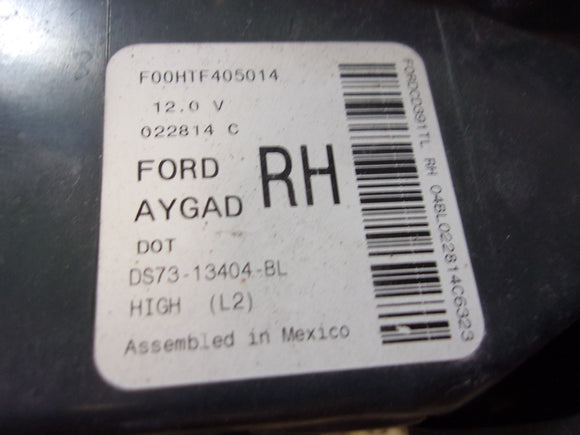 F00HTF405014
12.0 V
022814 C
FORD
RH
AYGAD
DOT
DS73-13404-BL
HIGH (L2)
Assembled in Mexico
FORDCD391TL RH 04BL022814C6323